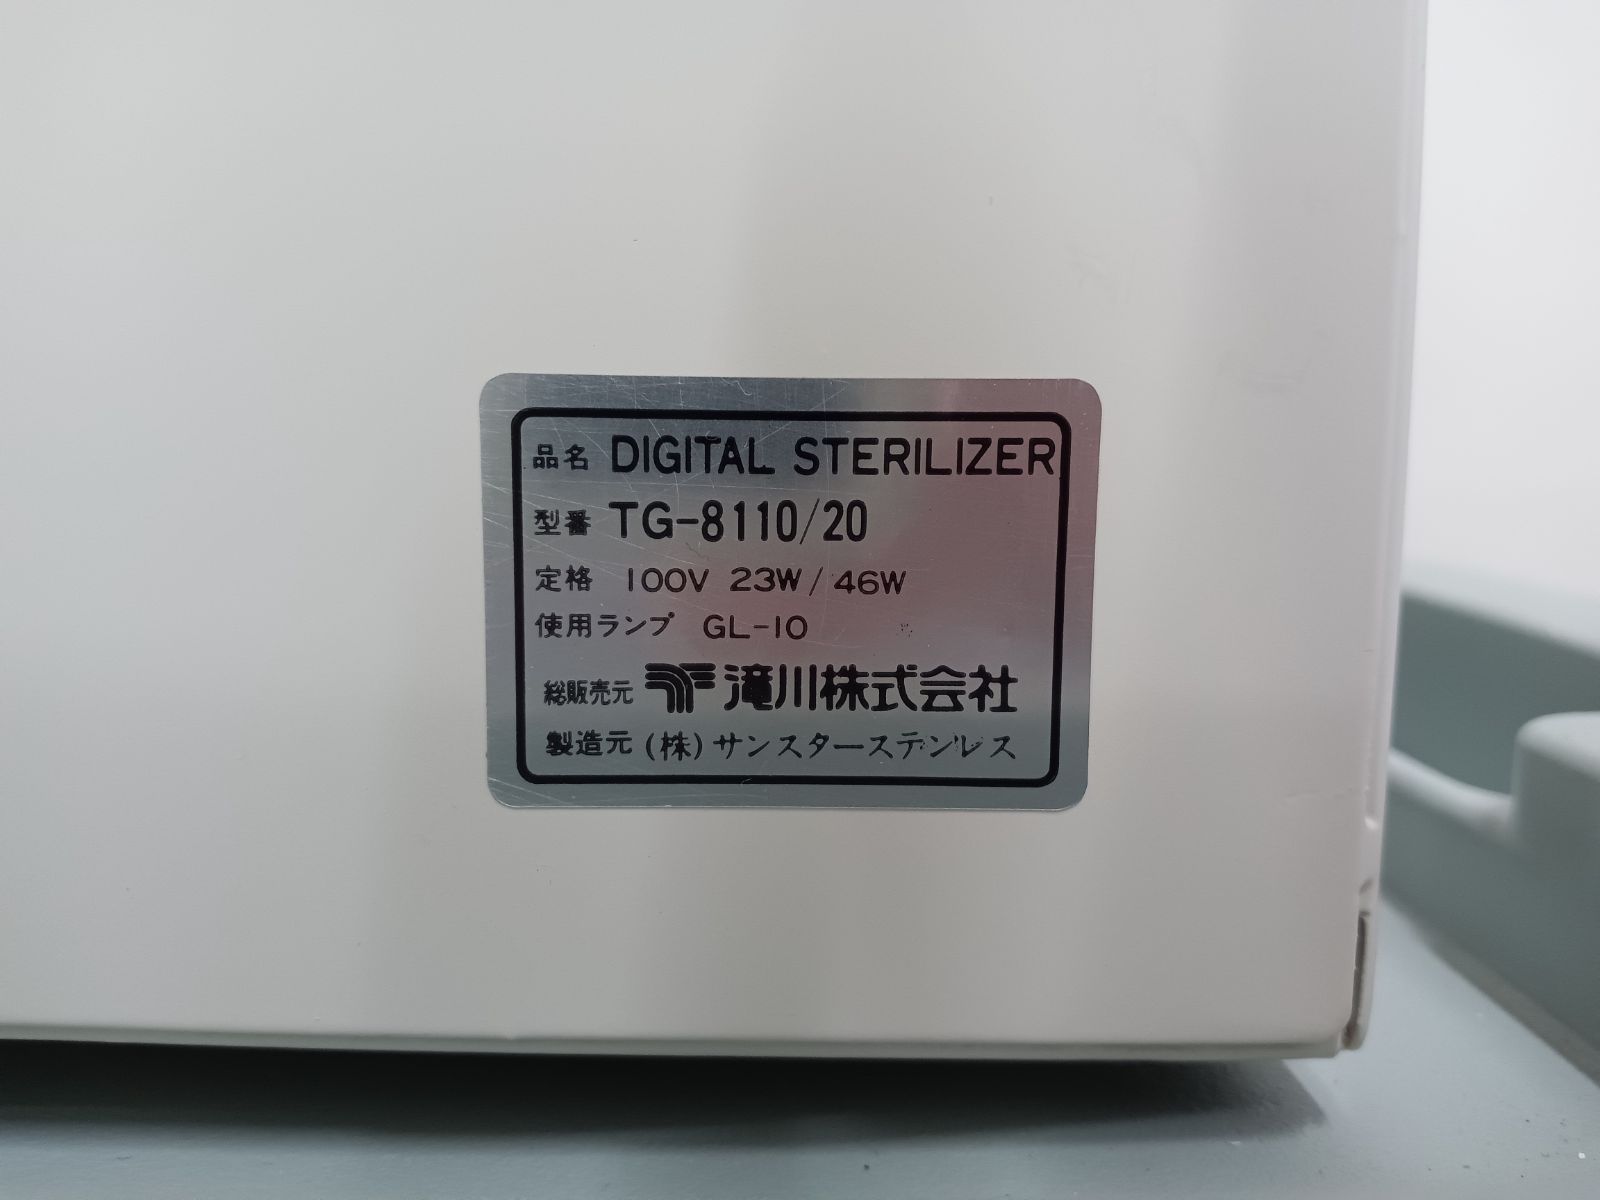 品名 DIGITAL STERILIZER
型番 TG-8110/20
定格 100V 23W/46W
使用ランプ GL-10
総販売元 滝川株式会社
製造元 (株)サンスターステンレス